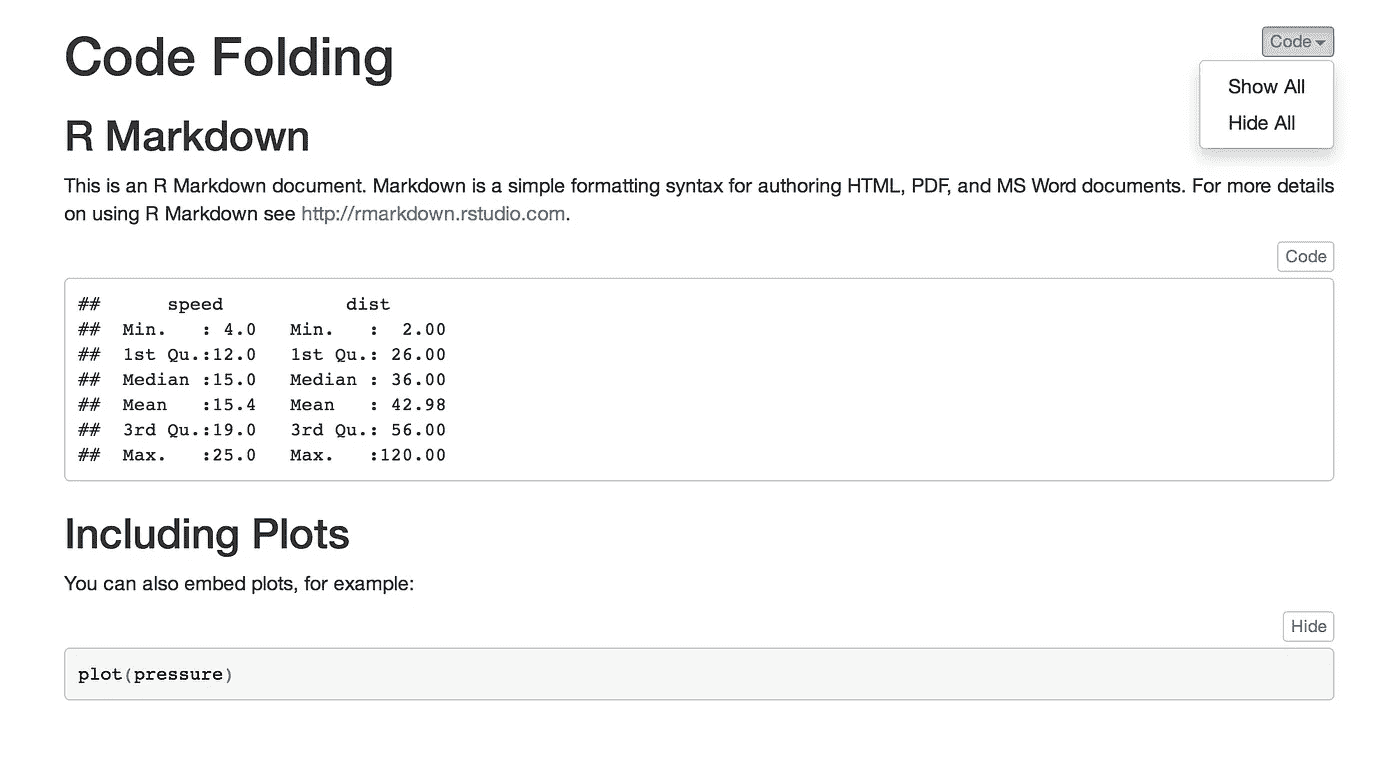 Code Folding
Code
Show All
Hide All
R Markdown
This is an R Markdown document. Markdown is a simple formatting syntax for authoring HTML, PDF, and MS Word documents. For more details
on using R Markdown see http://rmarkdown.rstudio.com.
Code
##      speed           dist
##  Min.   : 4.0   Min.   :  2.00
##  1st Qu.:12.0   1st Qu.: 26.00
##  Median :15.0   Median : 36.00
##  Mean   :15.4   Mean   : 42.98
##  3rd Qu.:19.0   3rd Qu.: 56.00
##  Max.   :25.0   Max.   :120.00
Including Plots
You can also embed plots, for example:
Hide
plot(pressure)